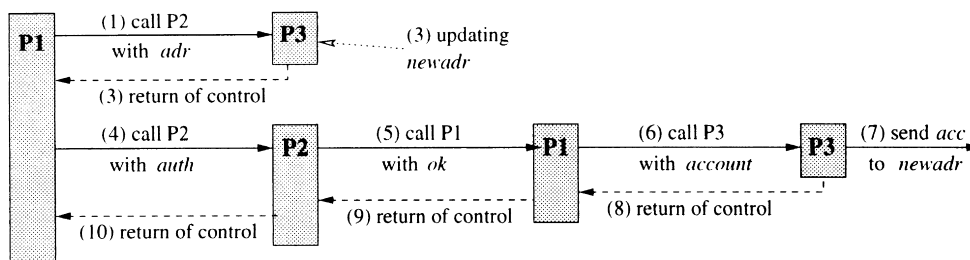 (1) call P2
P1
P3
(3) updating
with adr
newadr
(3) return of control
(4) call P2
(5) call P1
(6) call P3
(7) send acc
P2
P1
P3
with auth
with ok
with account
to newadr
(10) return of control
(9) return of control
(8) return of control